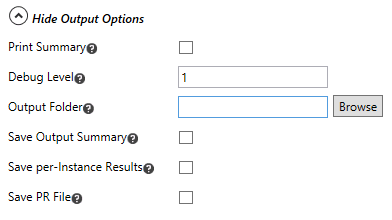 Hide Output Options
Print Summary?
Debug Level? 1
Output Folder? Browse
Save Output Summary?
Save per-Instance Results?
Save PR File?